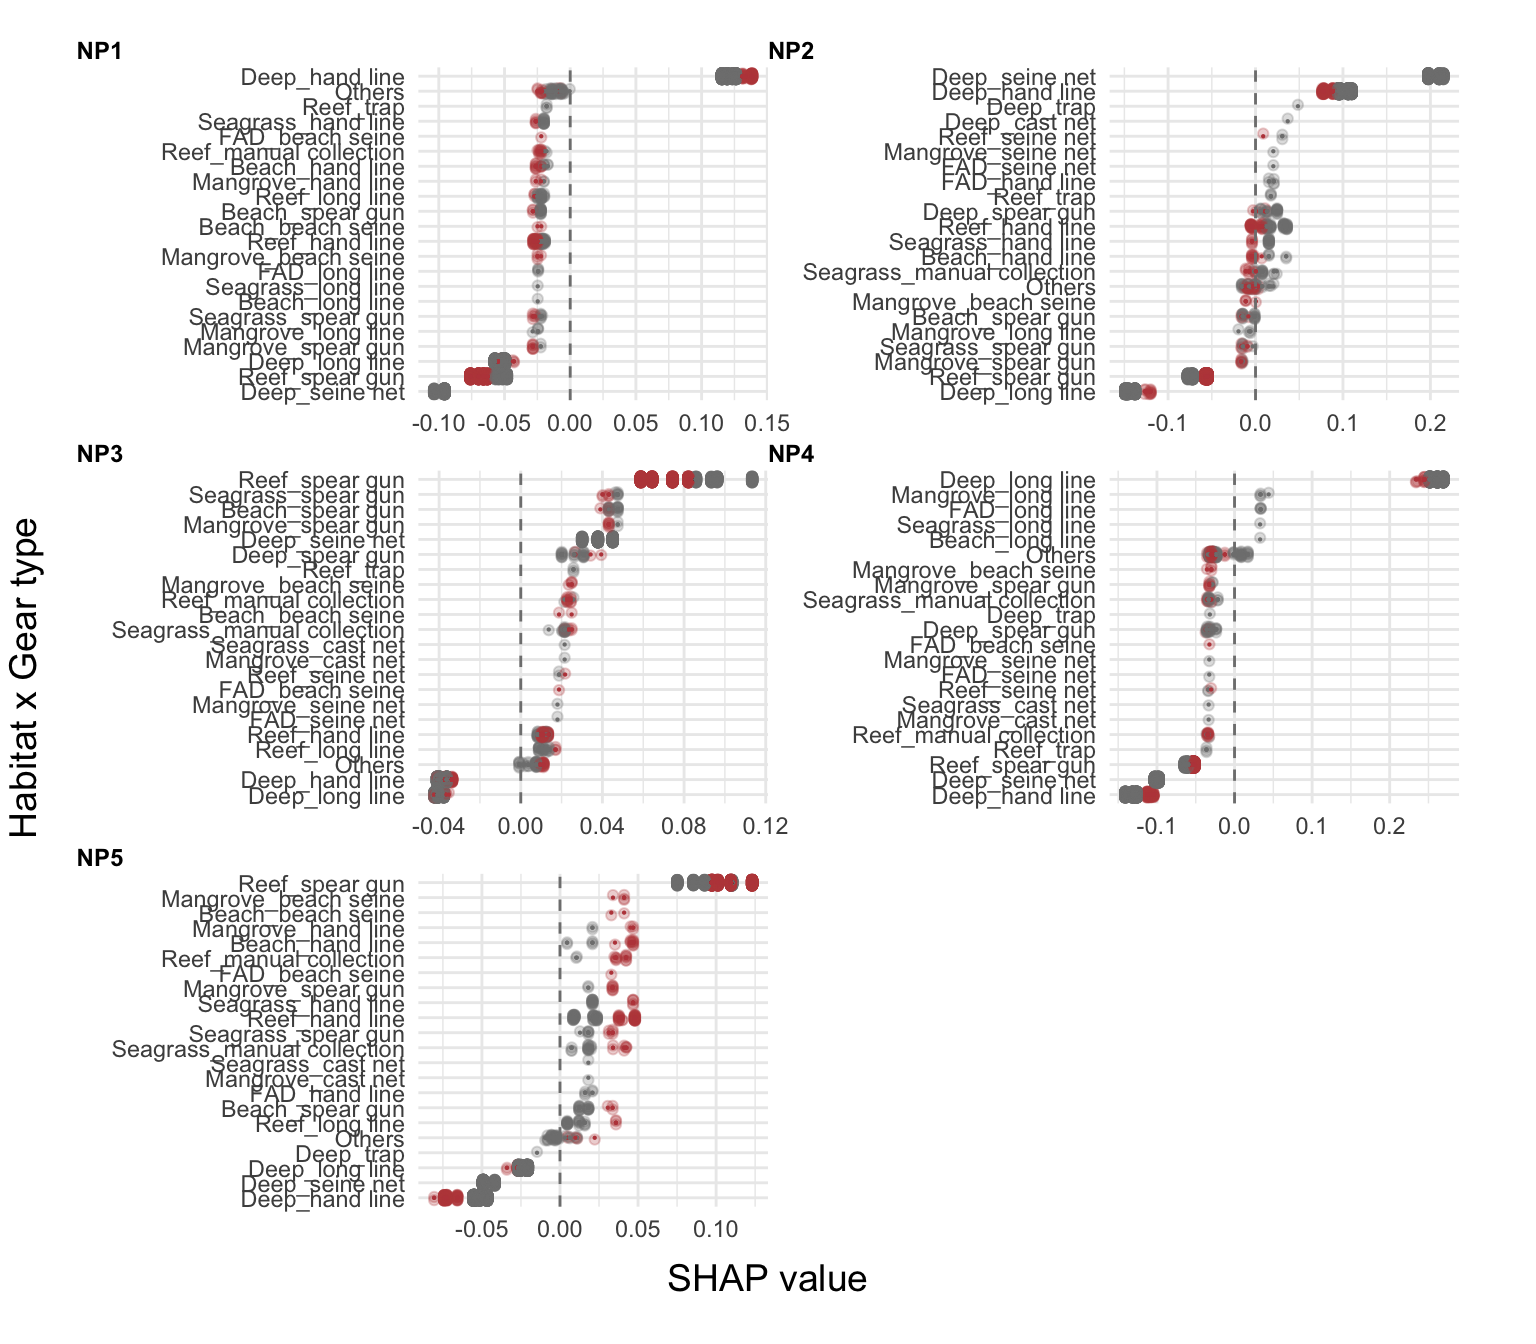 NP1
Deep_hand line
Others
Reef_trap
Seagrass_hand line
FAD_beach seine
Reef_manual collection
Beach_hand line
Mangrove_hand line
Reef_long line
Beach_spear gun
Beach_beach seine
Reef_hand line
Mangrove_beach seine
FAD_long line
Seagrass_long line
Beach_long line
Seagrass_spear gun
Mangrove_long line
Mangrove_spear gun
Deep_long line
Reef_spear gun
Deep_seine net
-0.10 -0.05 0.00 0.05 0.10 0.15
NP2
Deep_seine net
Deep_hand line
Deep_trap
Deep_cast net
Reef_seine net
Mangrove_seine net
FAD_seine net
FAD_hand line
Reef_trap
Deep_spear gun
Reef_hand line
Seagrass_hand line
Beach_hand line
Seagrass_manual collection
Others
Mangrove_beach seine
Beach_spear gun
Mangrove_long line
Seagrass_spear gun
Mangrove_spear gun
Reef_spear gun
Deep_long line
-0.1 0.0 0.1 0.2
NP3
Reef_spear gun
Seagrass_spear gun
Beach_spear gun
Mangrove_spear gun
Deep_seine net
Deep_spear gun
Reef_trap
Mangrove_beach seine
Reef_manual collection
Beach_beach seine
Seagrass_manual collection
Seagrass_cast net
Mangrove_cast net
Reef_seine net
FAD_beach seine
Mangrove_seine net
FAD_seine net
Reef_hand line
Reef_long line
Others
Deep_hand line
Deep_long line
-0.04 0.00 0.04 0.08 0.12
NP4
Deep_long line
Mangrove_long line
FAD_long line
Seagrass_long line
Beach_long line
Others
Mangrove_beach seine
Mangrove_spear gun
Seagrass_manual collection
Deep_trap
Deep_spear gun
FAD_beach seine
Mangrove_seine net
FAD_seine net
Reef_seine net
Seagrass_cast net
Mangrove_cast net
Reef_manual collection
Reef_trap
Reef_spear gun
Deep_seine net
Deep_hand line
-0.1 0.0 0.1 0.2
NP5
Reef_spear gun
Mangrove_beach seine
Beach_beach seine
Mangrove_hand line
Beach_hand line
Reef_manual collection
FAD_beach seine
Mangrove_spear gun
Seagrass_hand line
Reef_hand line
Seagrass_spear gun
Seagrass_manual collection
Seagrass_cast net
Mangrove_cast net
FAD_hand line
Beach_spear gun
Reef_long line
Others
Deep_trap
Deep_long line
Deep_seine net
Deep_hand line
-0.05 0.00 0.05 0.10
Habitat x Gear type
SHAP value